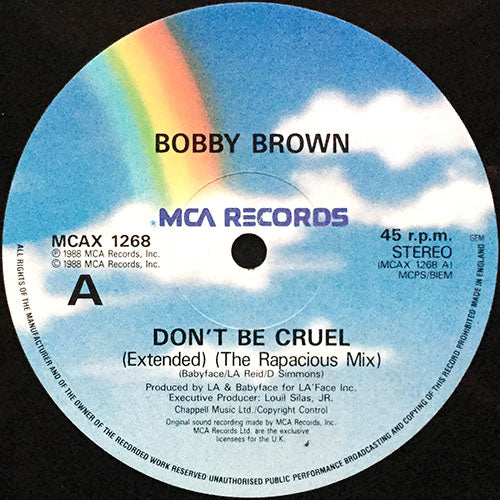 BOBBY BROWN
MCA RECORDS
MCAX 1268
℗ 1988 MCA Records, Inc.
© 1988 MCA Records, Inc.
A
45 r.p.m.
STEREO
(MCAX 1268 A)
MCPS/BIEM
GEM
DON'T BE CRUEL
(Extended) (The Rapacious Mix)
(Babyface/LA Reid/D Simmons)
Produced by LA & Babyface for LA'Face Inc.
Executive Producer: Louil Silas, JR.
Chappell Music Ltd./Copyright Control
Original sound recording made by MCA Records, Inc.
MCA Records Ltd. are the exclusive
licensees for the U.K.
ALL RIGHTS OF THE MANUFACTURER AND OF THE OWNER OF THE RECORDED WORK RESERVED UNAUTHORISED PUBLIC PERFORMANCE BROADCASTING AND COPYING OF THIS RECORD PROHIBITED MADE IN ENGLAND